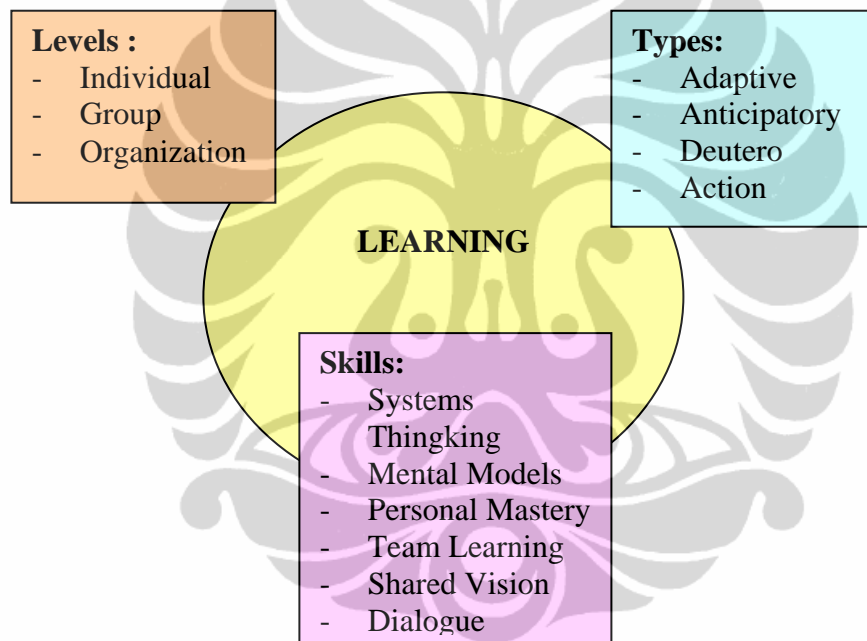 Levels :
- Individual
- Group
- Organization
Types:
- Adaptive
- Anticipatory
- Deutero
- Action
LEARNING
Skills:
- Systems
Thingking
- Mental Models
- Personal Mastery
- Team Learning
- Shared Vision
- Dialogue